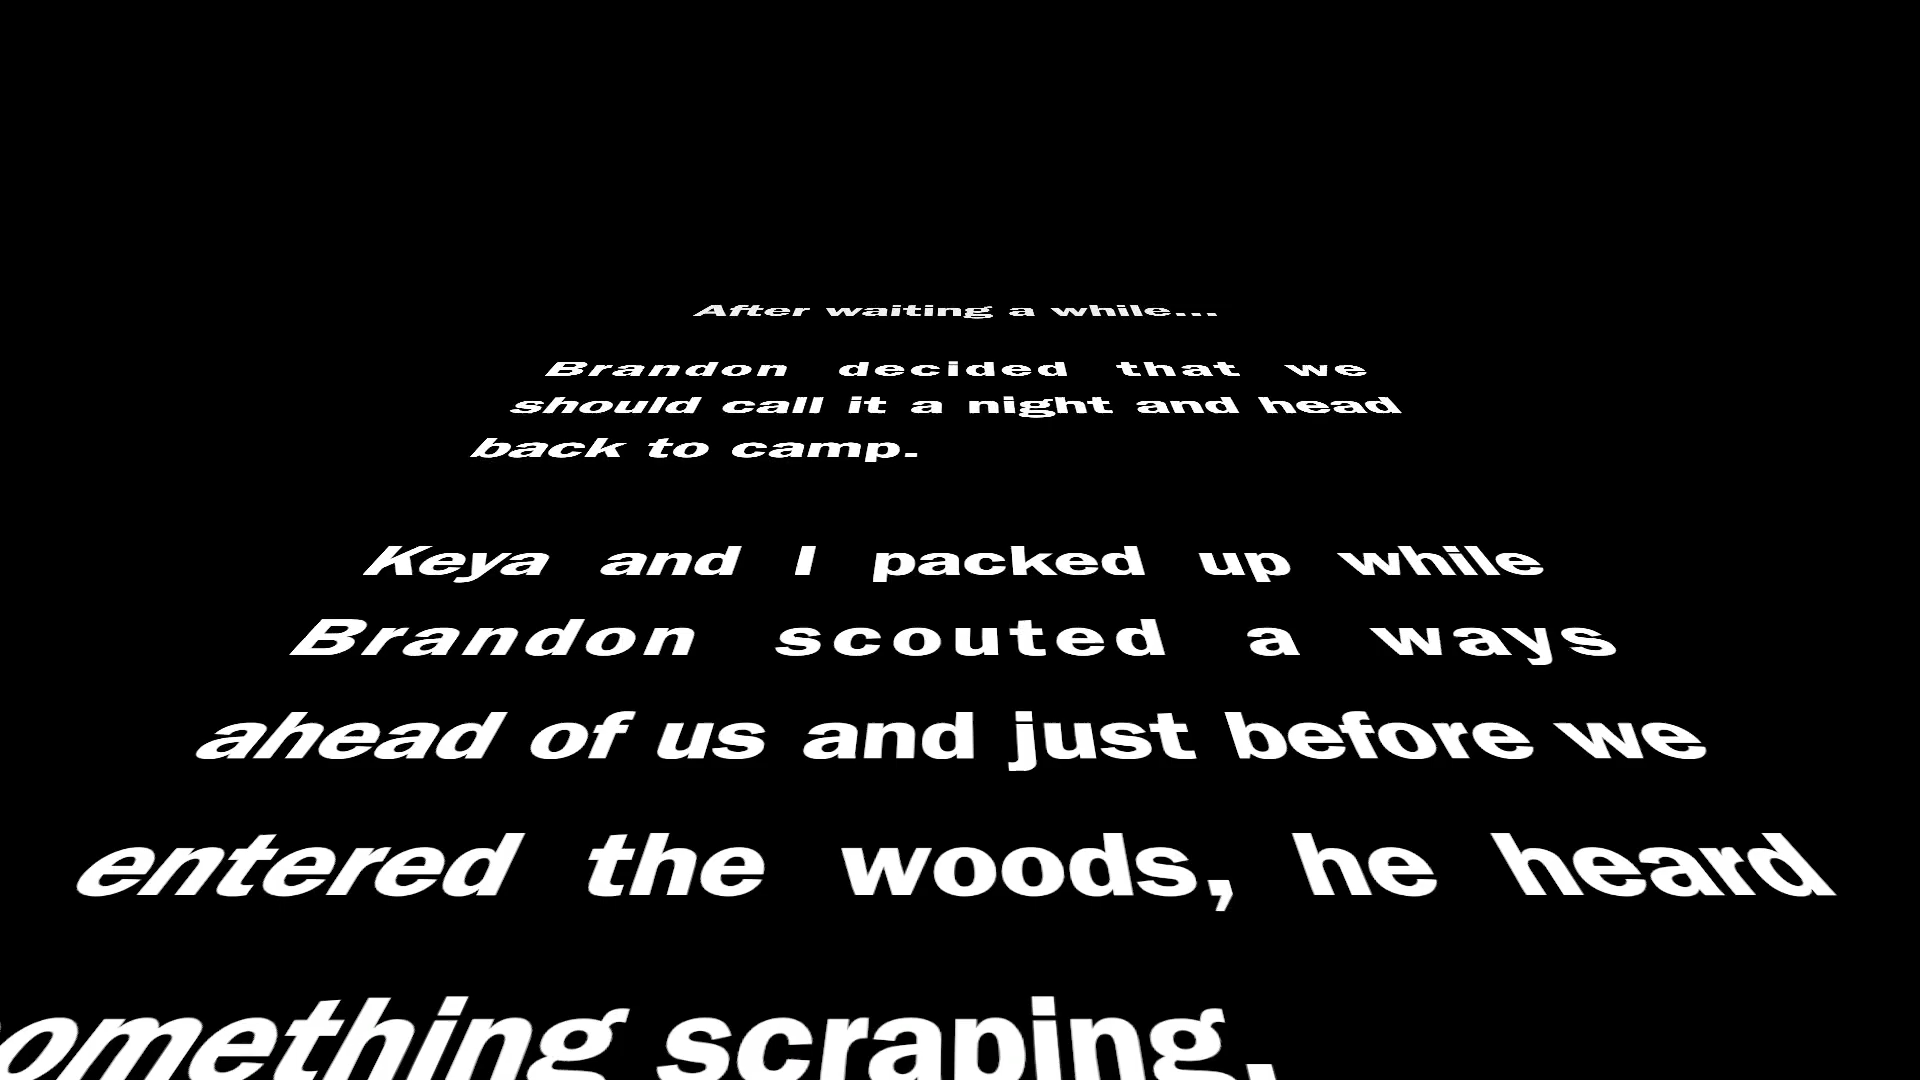 After waiting a while...
Brandon decided that we
should call it a night and head
back to camp.
Keya and I packed up while
Brandon scouted a ways
ahead of us and just before we
entered the woods, he heard
something scraping,